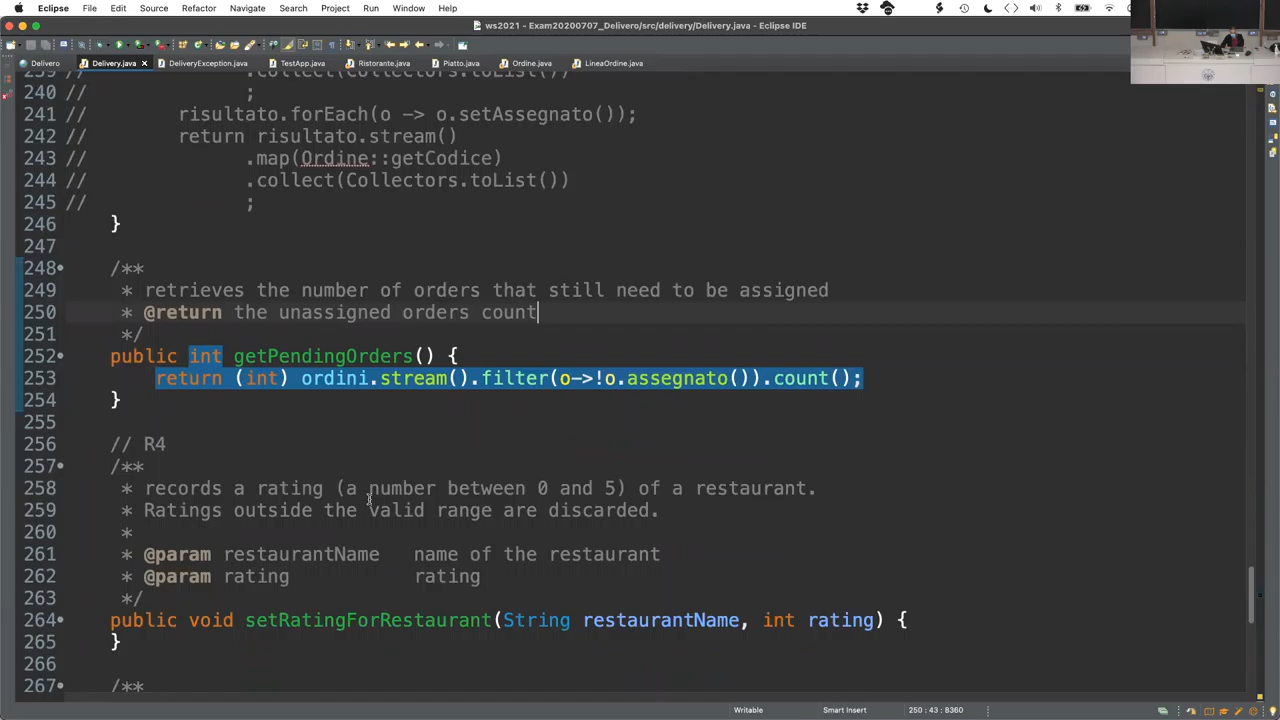 Eclipse File Edit Source Refactor Navigate Search Project Run Window Help
ws2021 - Exam20200707_Delivero/src/delivery/Delivery.java - Eclipse IDE
Delivero Delivery.java DeliveryException.java TestApp.java Ristorante.java Piatto.java Ordine.java LineaOrdine.java
239 // .collect(Collectors.toList())
240 // ;
241 // risultato.forEach(o -> o.setAssegnato());
242 // return risultato.stream()
243 // .map(Ordine::getCodice)
244 // .collect(Collectors.toList())
245 // ;
246 }
247
248 /**
249 * retrieves the number of orders that still need to be assigned
250 * @return the unassigned orders count
251 */
252 public int getPendingOrders() {
253 return (int) ordini.stream().filter(o->!o.assegnato()).count();
254 }
255
256 // R4
257 /**
258 * records a rating (a number between 0 and 5) of a restaurant.
259 * Ratings outside the valid range are discarded.
260 *
261 * @param restaurantName name of the restaurant
262 * @param rating rating
263 */
264 public void setRatingForRestaurant(String restaurantName, int rating) {
265 }
266
267 /**
Writable Smart Insert 250 : 43 : 8360